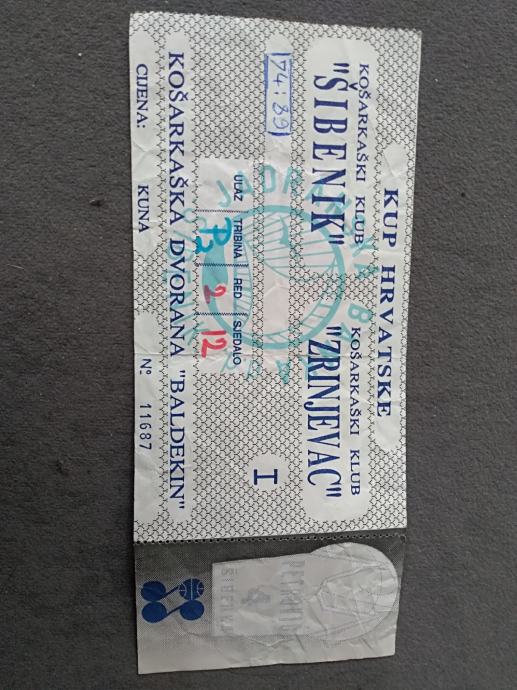 KUP HRVATSKE
KOŠARKAŠKI KLUB KOŠARKAŠKI KLUB
"ŠIBENIK" "ZRINJEVAC"
74:89
I
ULAZ TRIBINA RED SJEDALO
2 12
KOŠARKAŠKA DVORANA "BALDEKIN"
CIJENA: KUNA Nº 11687
4